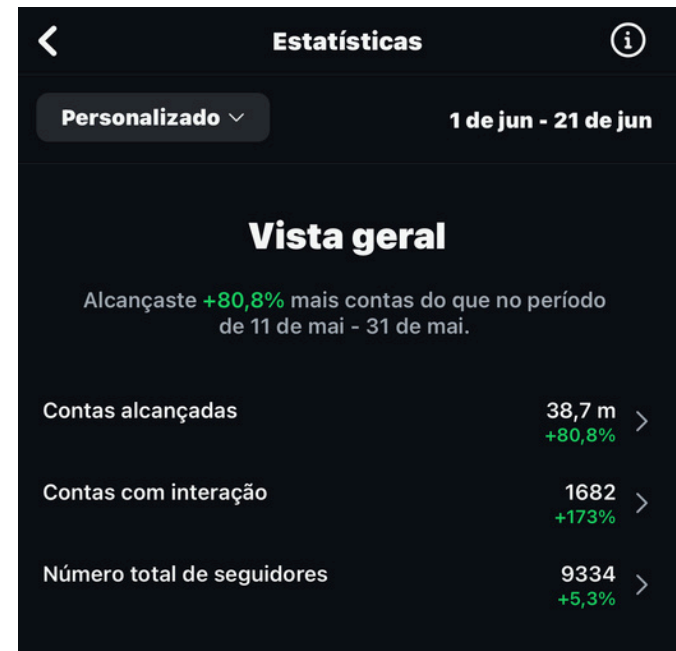 Estatísticas
Personalizado
1 de jun - 21 de jun
Vista geral
Alcançaste +80,8% mais contas do que no período
de 11 de mai - 31 de mai.
Contas alcançadas
38,7 m
+80,8%
Contas com interação
1682
+173%
Número total de seguidores
9334
+5,3%